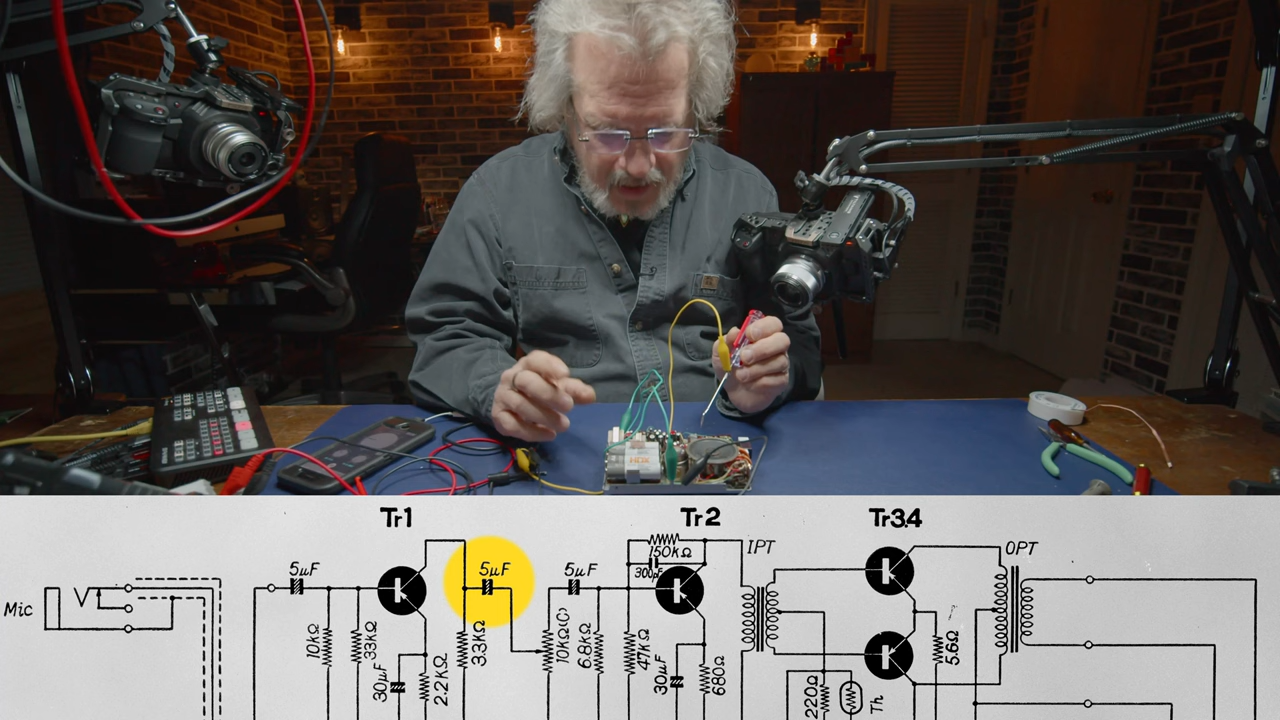 Tr1
Tr2
Tr3.4
150kΩ
IPT
OPT
5μF
5μF
5μF
300pF
Mic
10kΩ
33kΩ
3.3kΩ
10kΩ(C)
6.8kΩ
47kΩ
5.6Ω
30μF
2.2kΩ
30μF
680Ω
220Ω
Th